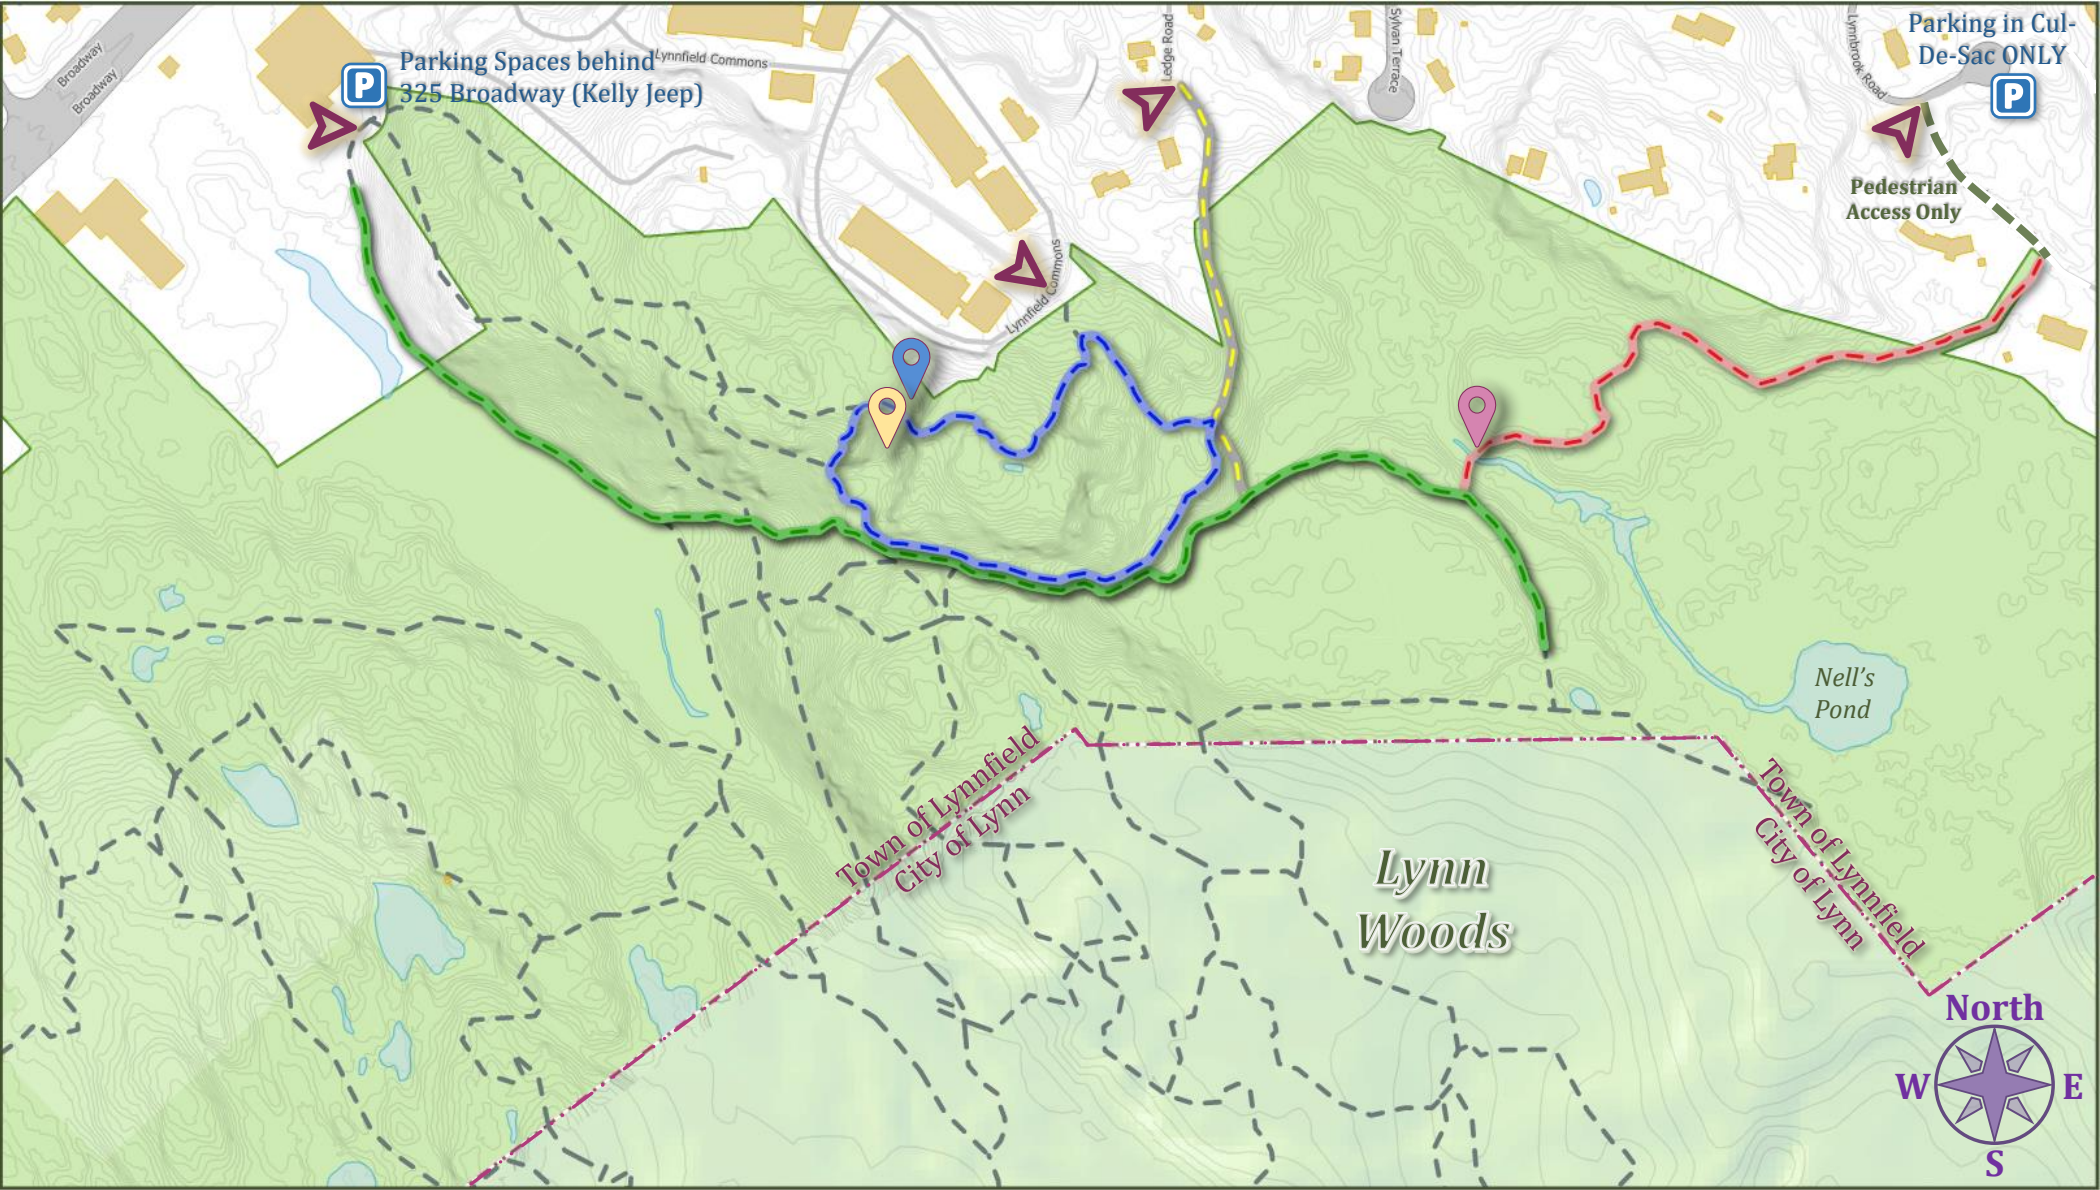 Broadway
Broadway
P
Parking Spaces behind
325 Broadway (Kelly Jeep)
Lynnfield Commons
Lynnfield Commons
Ledge Road
Sylvan Terrace
Lynnbrook Road
Parking in Cul-
De-Sac ONLY
P
Pedestrian
Access Only
Nell's
Pond
Town of Lynnfield
City of Lynn
Town of Lynnfield
City of Lynn
Lynn
Woods
North
W
E
S